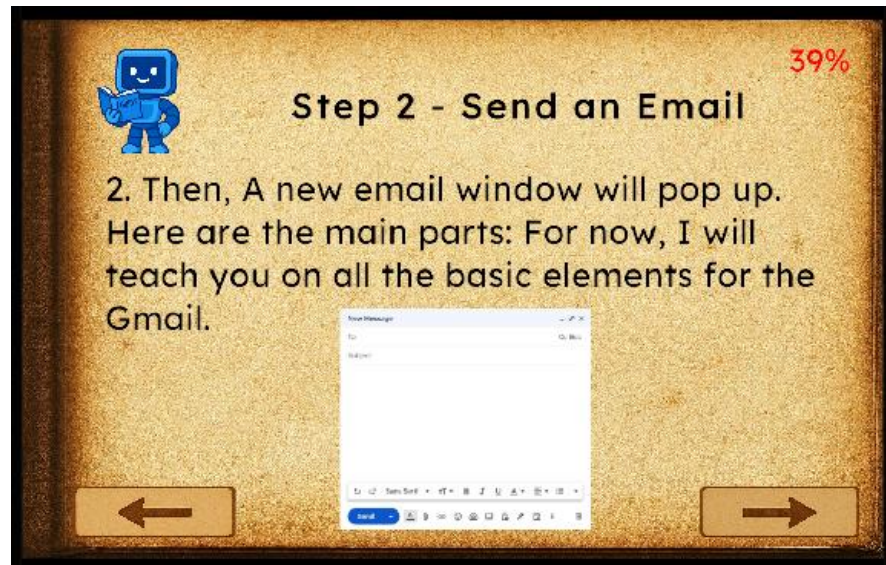 39%
Step 2 - Send an Email
2. Then, A new email window will pop up.
Here are the main parts: For now, I will
teach you on all the basic elements for the
Gmail.
New Message
To
Cc Bcc
Subject
Sans Serif
Send